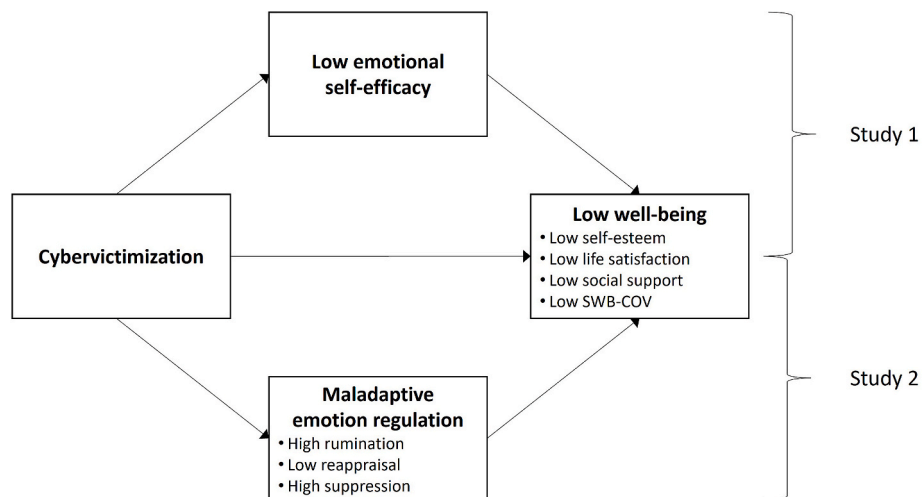 Low emotional
self-efficacy
Study 1
Cybervictimization
Low well-being
• Low self-esteem
• Low life satisfaction
• Low social support
• Low SWB-COV
Maladaptive
emotion regulation
• High rumination
• Low reappraisal
• High suppression
Study 2